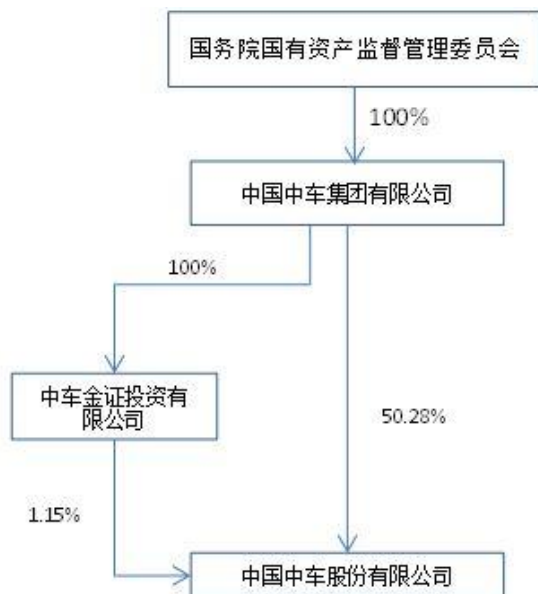 国务院国有资产监督管理委员会
100%
中国中车集团有限公司
100%
中车金证投资有
限公司
50.28%
1.15%
中国中车股份有限公司